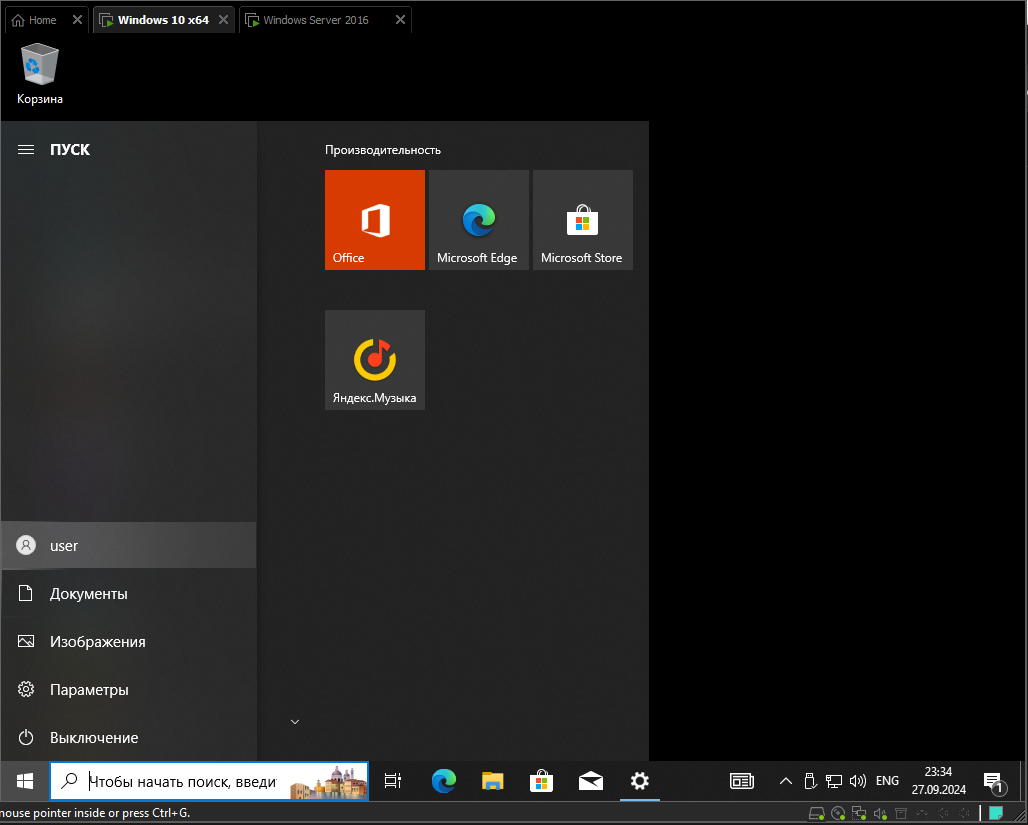 Home
Windows 10 x64
Windows Server 2016
Корзина
ПУСК
Производительность
Office
Microsoft Edge
Microsoft Store
Яндекс.Музыка
user
Документы
Изображения
Параметры
Выключение
Чтобы начать поиск, введи
ENG
23:34
27.09.2024
1
mouse pointer inside or press Ctrl+G.